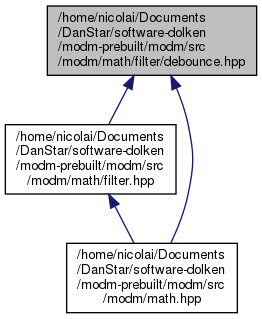 /home/nicolai/Documents
/DanStar/software-dolken
/modm-prebuilt/modm/src
/modm/math/filter/debounce.hpp
/home/nicolai/Documents
/DanStar/software-dolken
/modm-prebuilt/modm/src
/modm/math/filter.hpp
/home/nicolai/Documents
/DanStar/software-dolken
/modm-prebuilt/modm/src
/modm/math.hpp